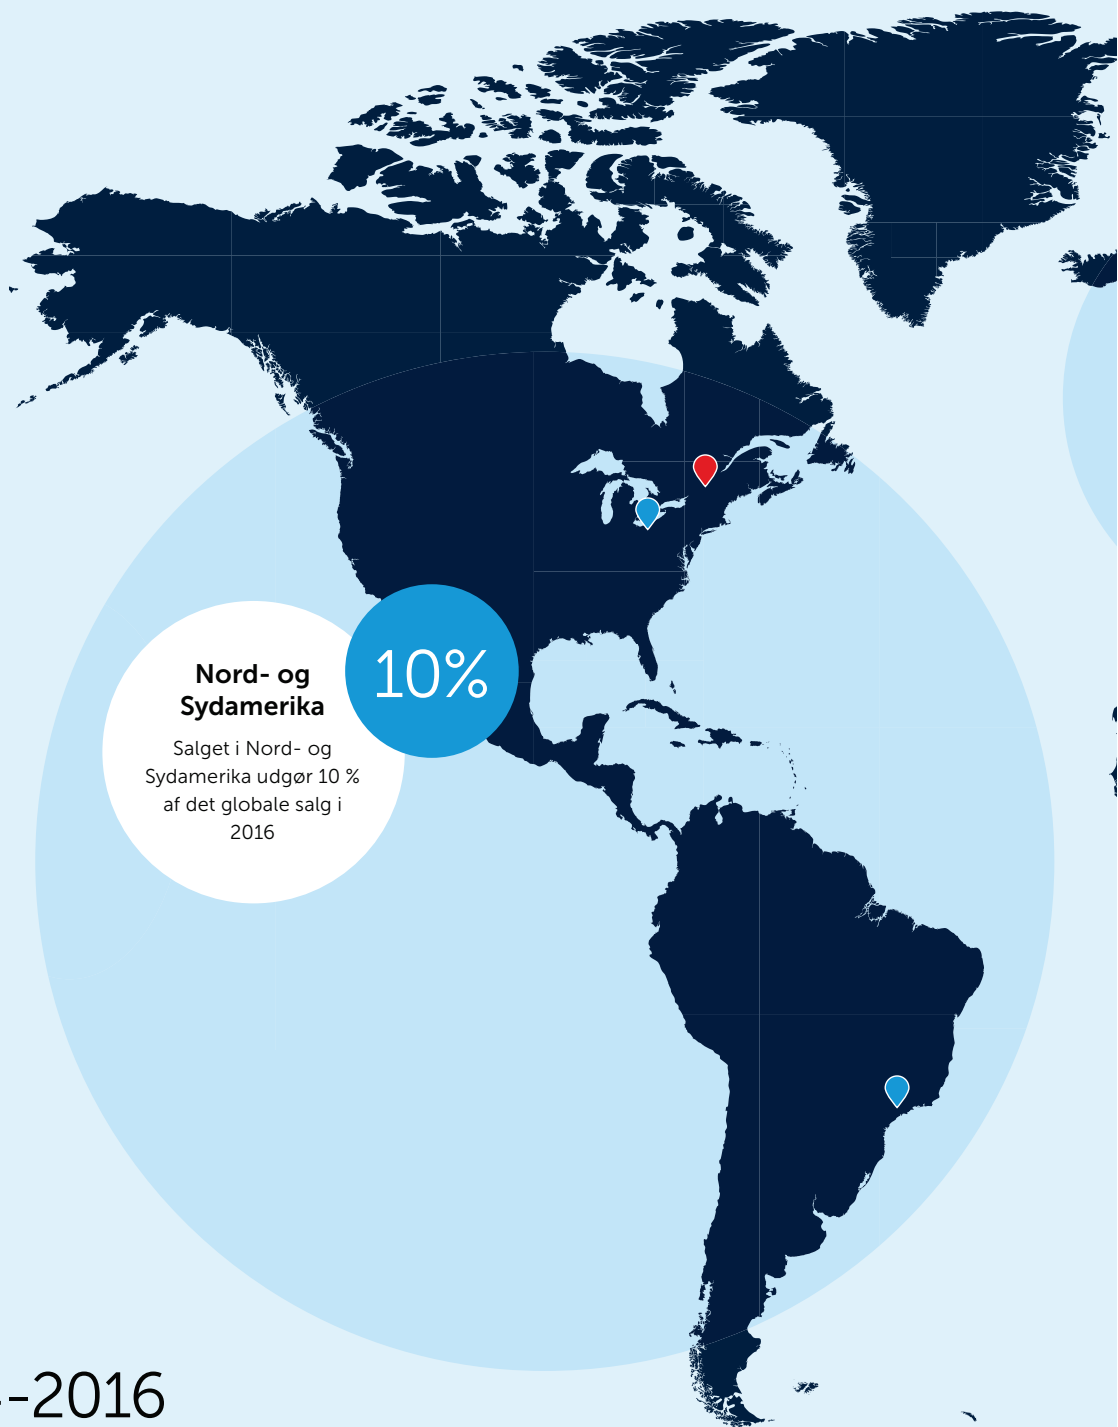 Nord- og
Sydamerika
10%
Salget i Nord- og
Sydamerika udgør 10 %
af det globale salg i
2016
-2016